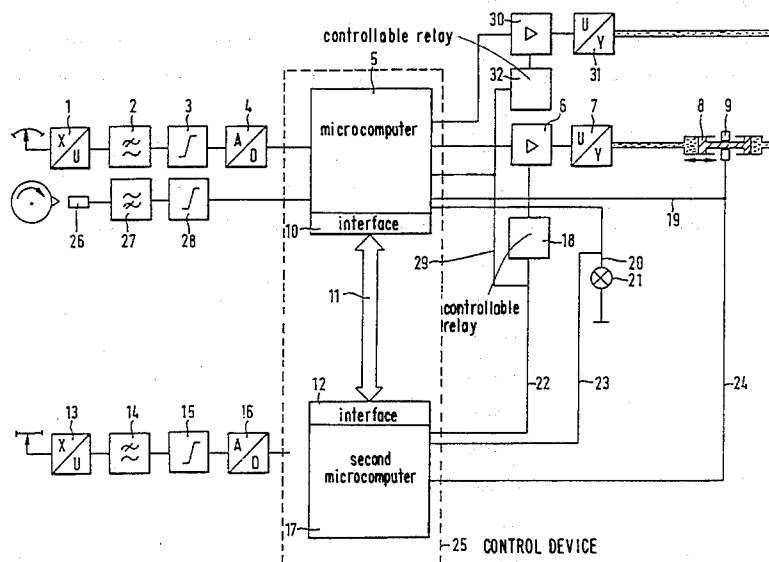 30
controllable relay
U
Y
31
32
5
1
2
3
4
microcomputer
6
7
8
9
X
U
A
D
U
Y
26
27
28
interface
10
19
18
29
20
21
11
controllable
relay
12
22
23
24
13
14
15
16
interface
X
U
A
D
second
microcomputer
17
25
CONTROL DEVICE